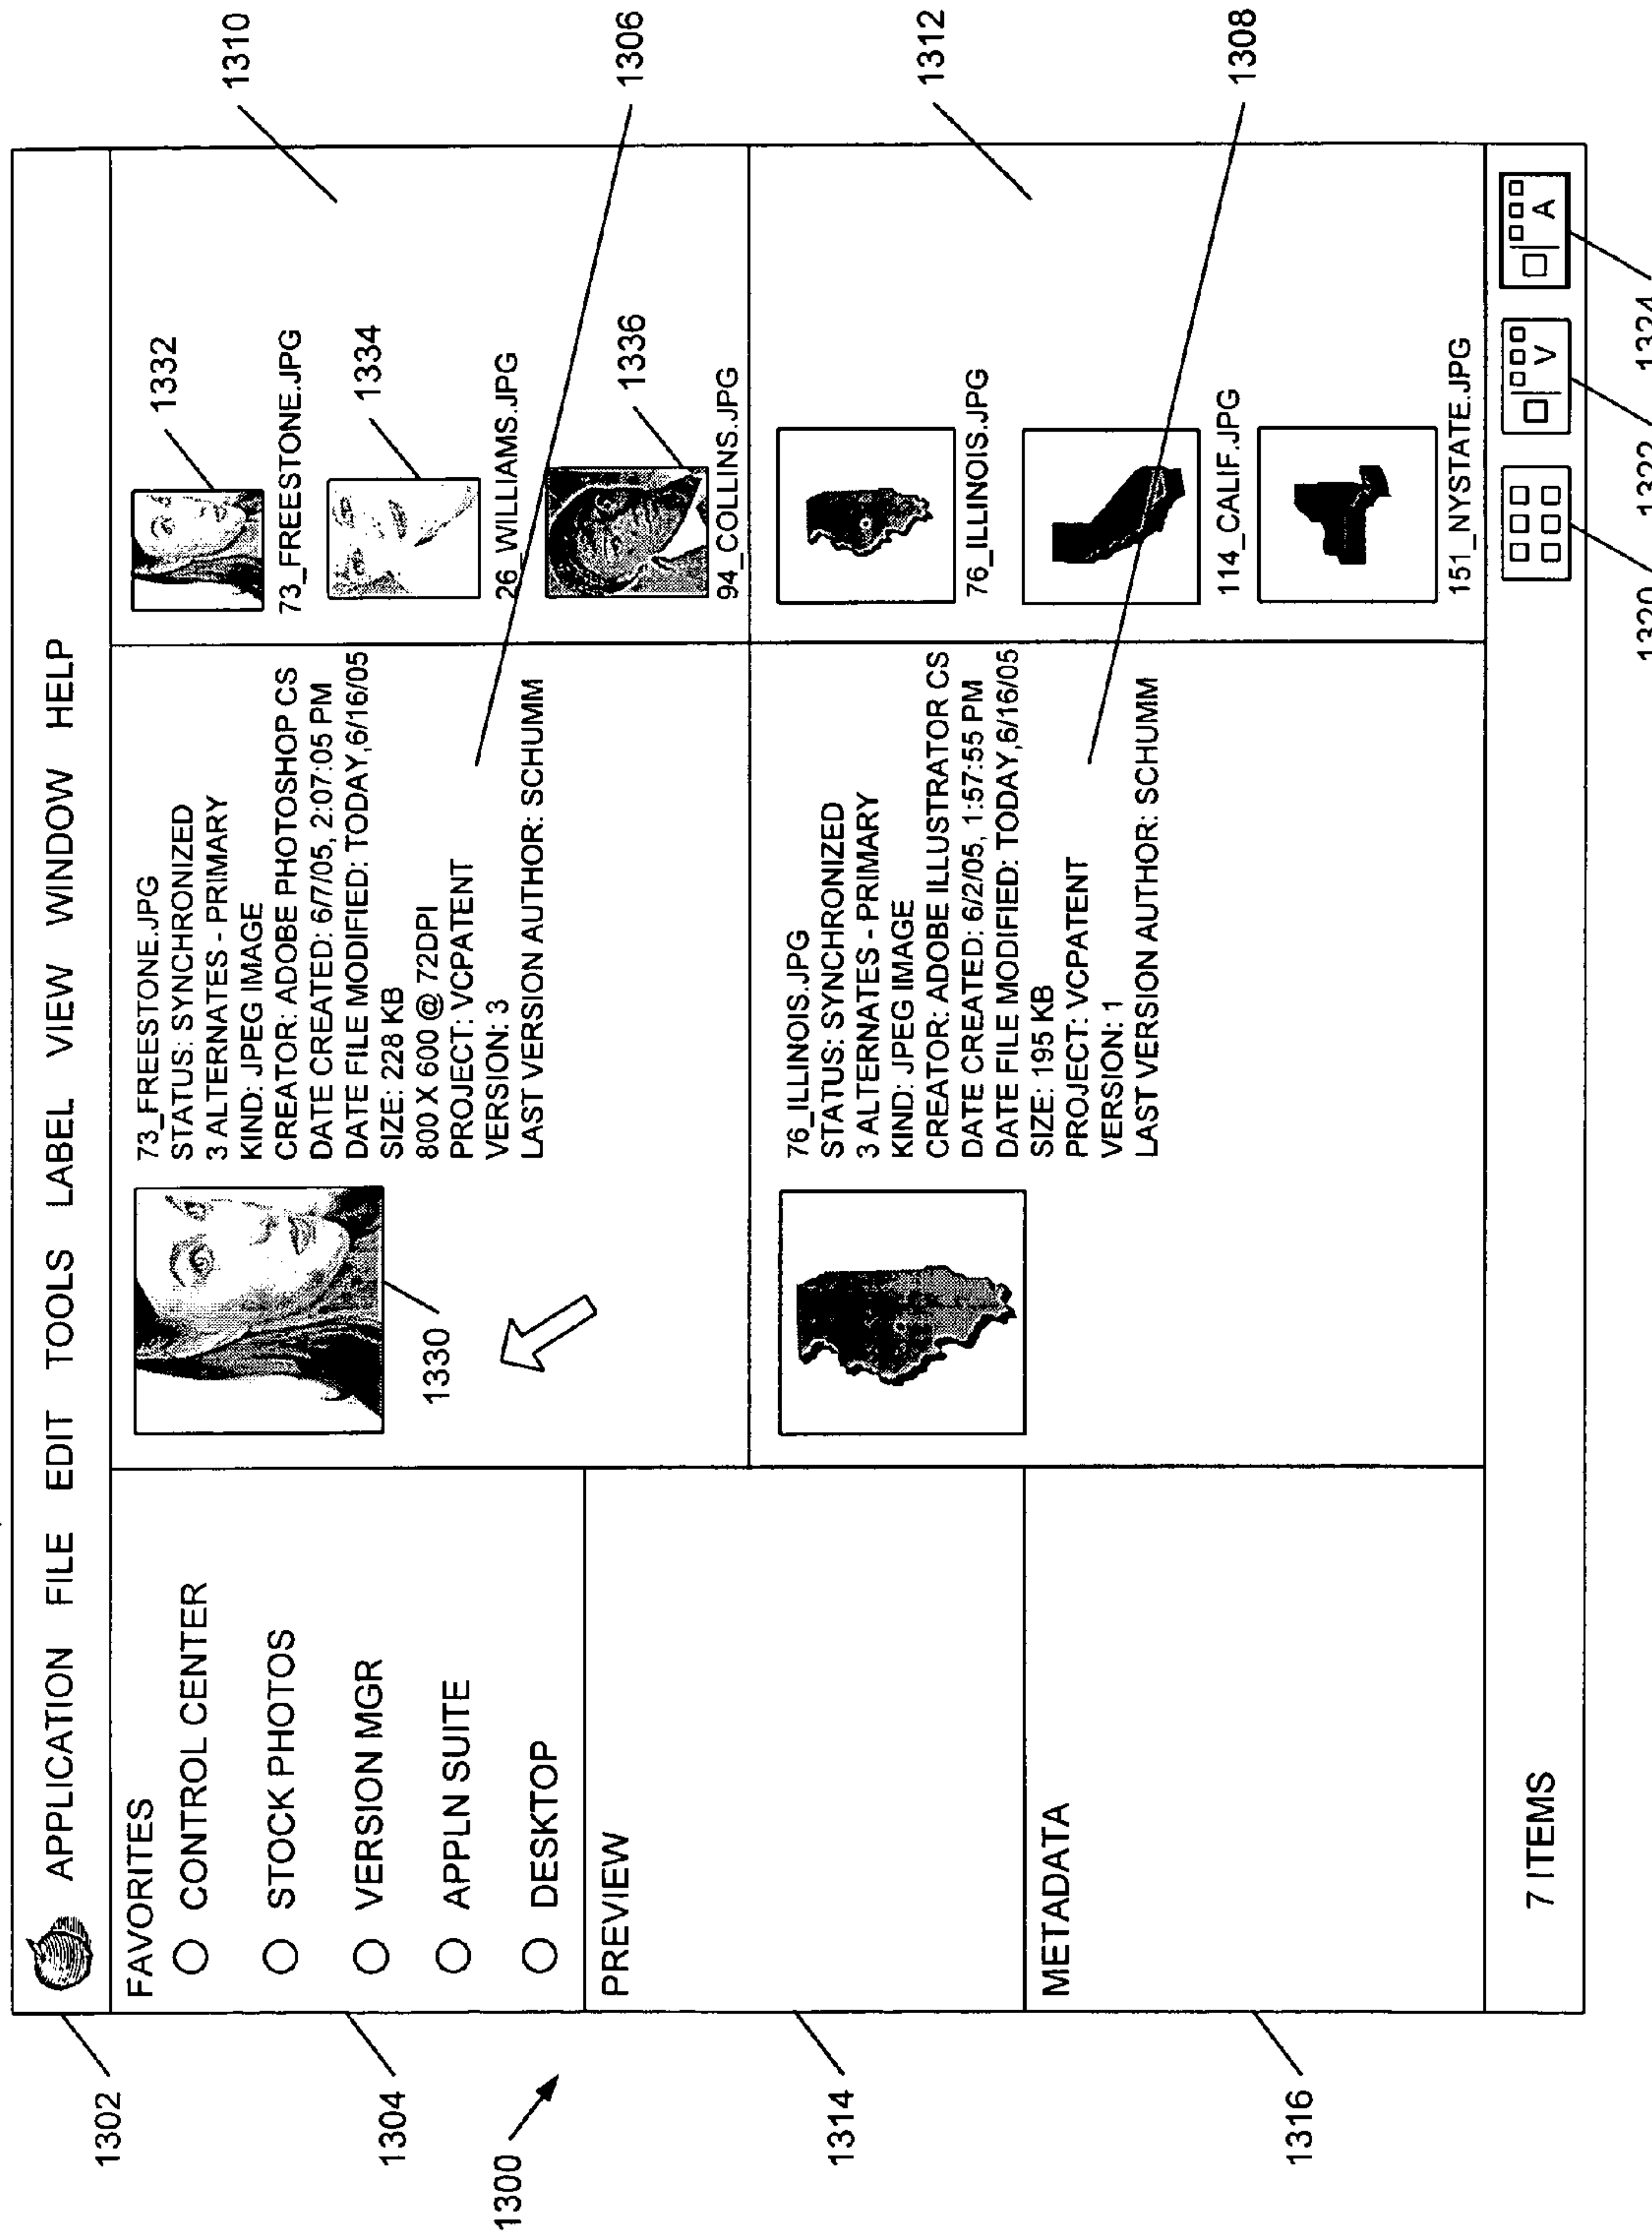 APPLICATION FILE EDIT TOOLS LABEL VIEW WINDOW HELP
FAVORITES
CONTROL CENTER
STOCK PHOTOS
VERSION MGR
APPLN SUITE
DESKTOP
PREVIEW
METADATA
73_FREESTONE.JPG
STATUS: SYNCHRONIZED
3 ALTERNATES - PRIMARY
KIND: JPEG IMAGE
CREATOR: ADOBE PHOTOSHOP CS
DATE CREATED: 6/7/05, 2:07:05 PM
DATE FILE MODIFIED: TODAY,6/16/05
SIZE: 228 KB
800 X 600 @ 72DPI
PROJECT: VCPATENT
VERSION: 3
LAST VERSION AUTHOR: SCHUMM
1330
76_ILLINOIS.JPG
STATUS: SYNCHRONIZED
3 ALTERNATES - PRIMARY
KIND: JPEG IMAGE
CREATOR: ADOBE ILLUSTRATOR CS
DATE CREATED: 6/2/05, 1:57:55 PM
DATE FILE MODIFIED: TODAY,6/16/05
SIZE: 195 KB
PROJECT: VCPATENT
VERSION: 1
LAST VERSION AUTHOR: SCHUMM
1332
73_FREESTONE.JPG
1334
26_WILLIAMS.JPG
1336
94_COLLINS.JPG
76_ILLINOIS.JPG
114_CALIF.JPG
151_NYSTATE.JPG
7 ITEMS
V
A
1302
1304
1300
1314
1316
1310
1306
1312
1308
1320
1322
1324